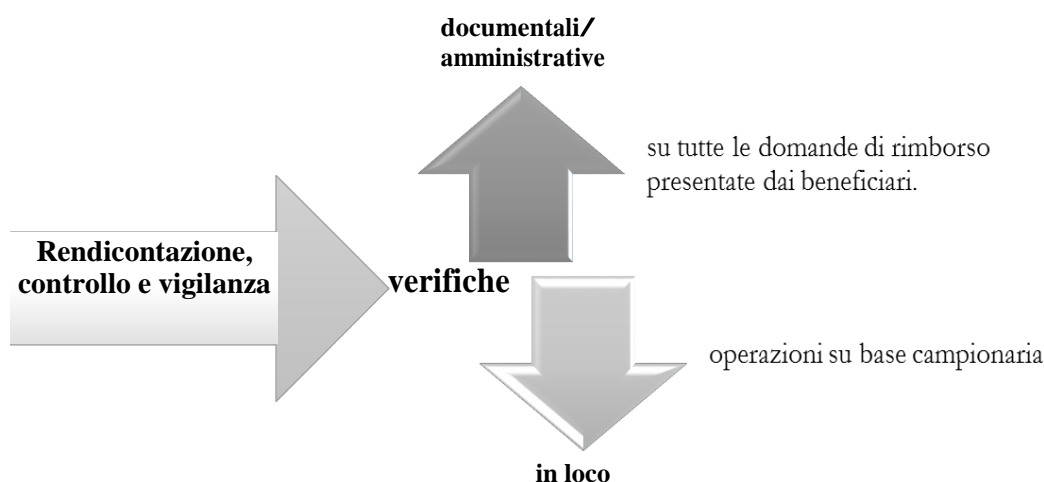 documentali/
amministrative
su tutte le domande di rimborso
presentate dai beneficiari.
Rendicontazione,
controllo e vigilanza
verifiche
operazioni su base campionaria
in loco